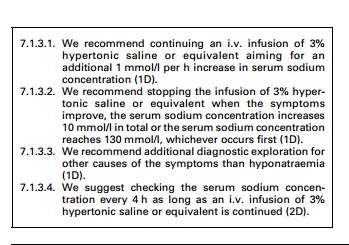 7.1.3.1. We recommend continuing an i.v. infusion of 3%
hypertonic saline or equivalent aiming for an
additional 1 mmol/l per h increase in serum sodium
concentration (1D).
7.1.3.2. We recommend stopping the infusion of 3% hyper-
tonic saline or equivalent when the symptoms
improve, the serum sodium concentration increases
10 mmol/l in total or the serum sodium concentration
reaches 130 mmol/l, whichever occurs first (1D).
7.1.3.3. We recommend additional diagnostic exploration for
other causes of the symptoms than hyponatraemia
(1D).
7.1.3.4. We suggest checking the serum sodium concen-
tration every 4 h as long as an i.v. infusion of 3%
hypertonic saline or equivalent is continued (2D).